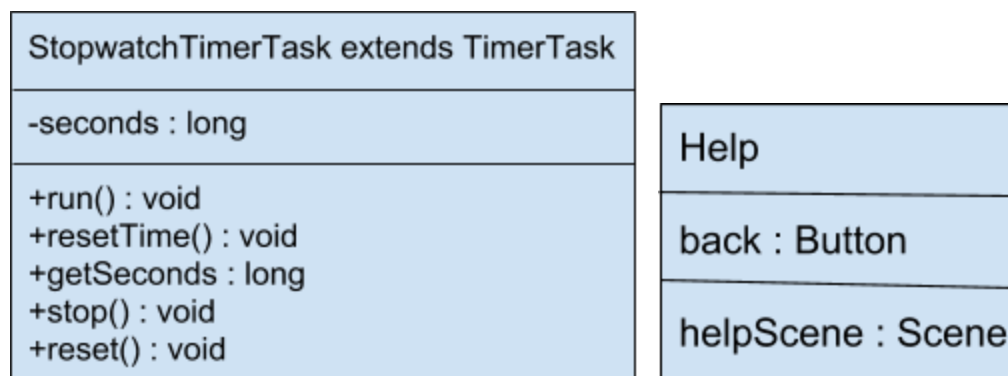 StopwatchTimerTask extends TimerTask
-seconds : long
+run() : void
+resetTime() : void
+getSeconds : long
+stop() : void
+reset() : void
Help
back : Button
helpScene : Scene